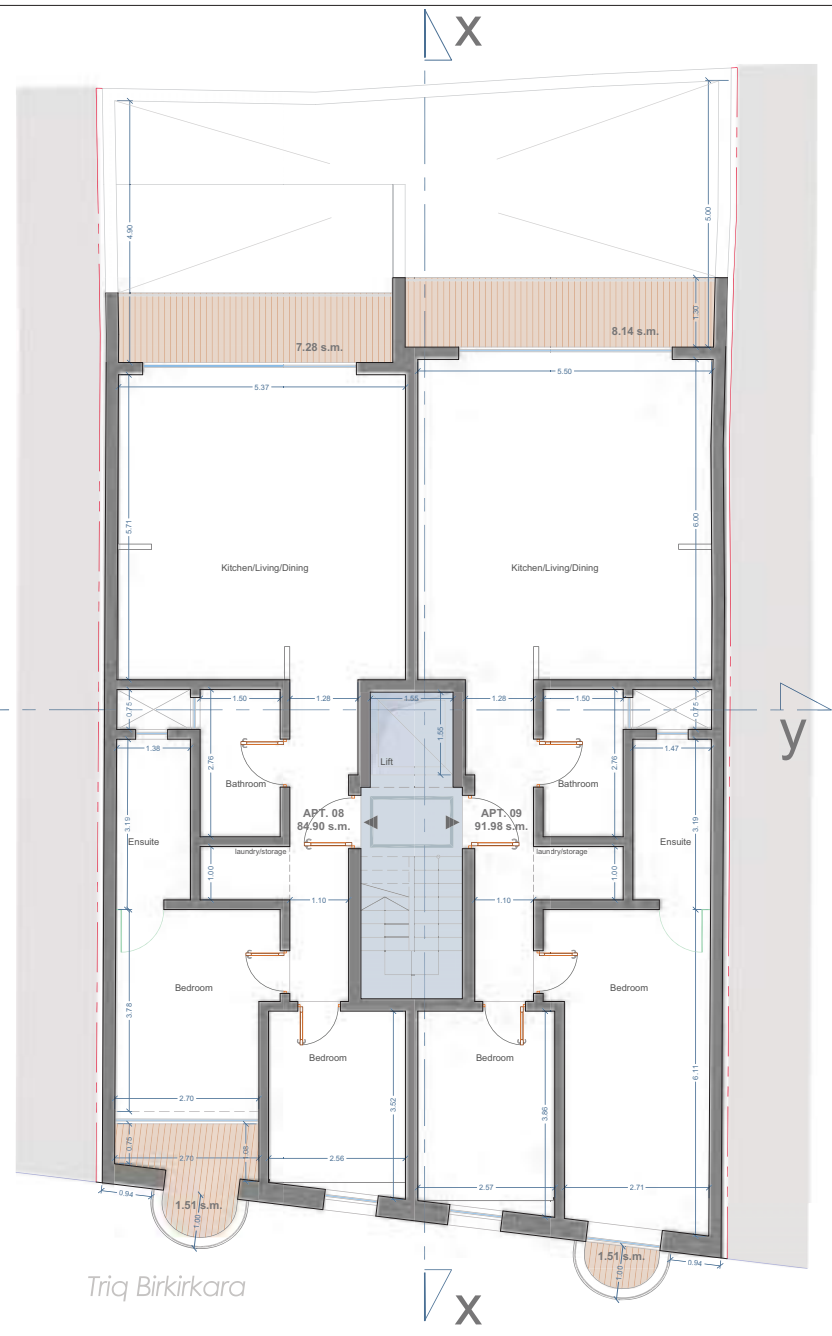 X
4.90
5.00
1.30
7.28 s.m.
8.14 s.m.
5.37
5.50
5.71
6.00
Kitchen/Living/Dining
Kitchen/Living/Dining
0.75
1.50
1.28
1.55
1.28
1.50
0.75
y
1.38
2.76
Bathroom
Lift
1.55
Bathroom
2.76
1.47
APT. 08
84.90 s.m.
APT. 09
91.98 s.m.
3.19
Ensuite
laundry/storage
laundry/storage
Ensuite
3.19
1.00
1.10
1.10
1.00
Bedroom
Bedroom
3.78
Bedroom
Bedroom
6.11
2.70
3.52
3.86
0.75
2.70
1.08
2.56
2.57
2.71
0.94
1.51 s.m.
1.00
1.51 s.m.
1.00
0.94
Triq Birkirkara
X